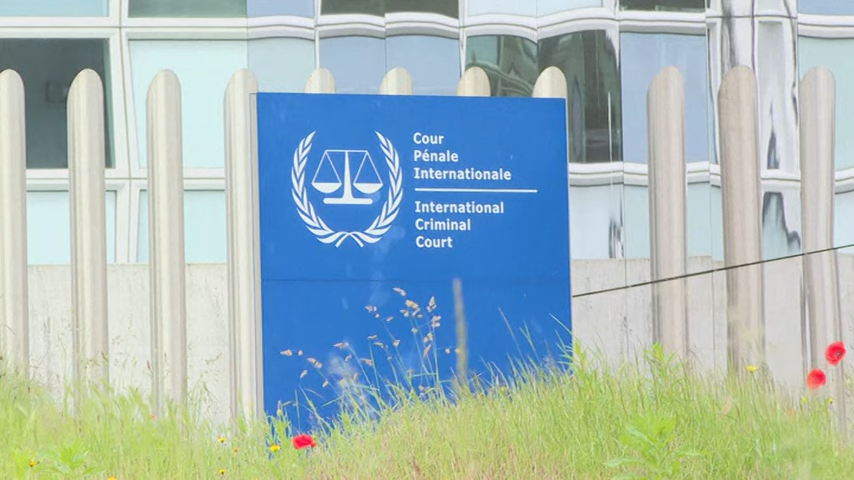 Cour
Pénale
Internationale
International
Criminal
Court